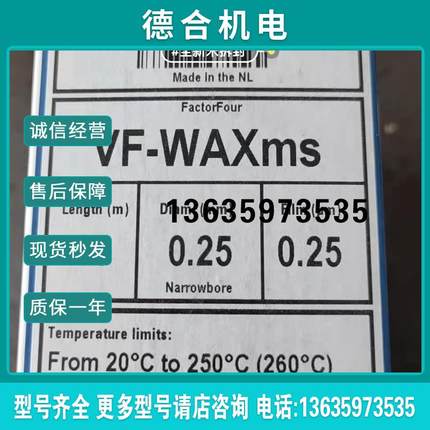 德合机电
Made in the NL
FactorFour
VF-WAXms
诚信经营
售后保障
现货秒发
质保一年
Length (m)
13635973535
0.25
0.25
Narrowbore
Temperature limits:
From 20°C to 250°C (260°C)
型号齐全 更多型号请店咨询 电话:13635973535